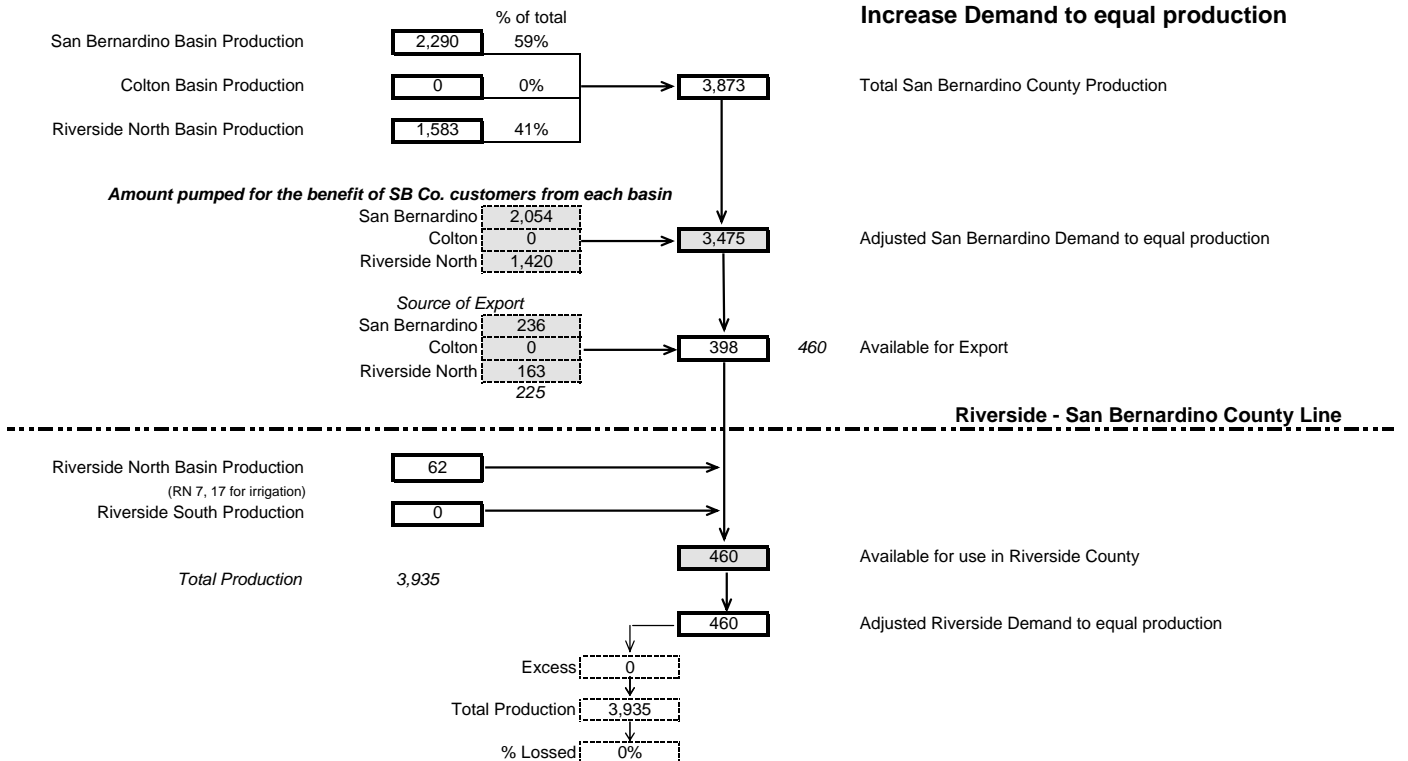 % of total
Increase Demand to equal production
San Bernardino Basin Production 2,290 59%
Colton Basin Production 0 0% 3,873 Total San Bernardino County Production
Riverside North Basin Production 1,583 41%
Amount pumped for the benefit of SB Co. customers from each basin
San Bernardino 2,054
Colton 0 3,475 Adjusted San Bernardino Demand to equal production
Riverside North 1,420
Source of Export
San Bernardino 236
Colton 0 398 460 Available for Export
Riverside North 163
225
Riverside - San Bernardino County Line
Riverside North Basin Production 62
(RN 7, 17 for irrigation)
Riverside South Production 0
460 Available for use in Riverside County
Total Production 3,935
460 Adjusted Riverside Demand to equal production
Excess 0
Total Production 3,935
% Lossed 0%